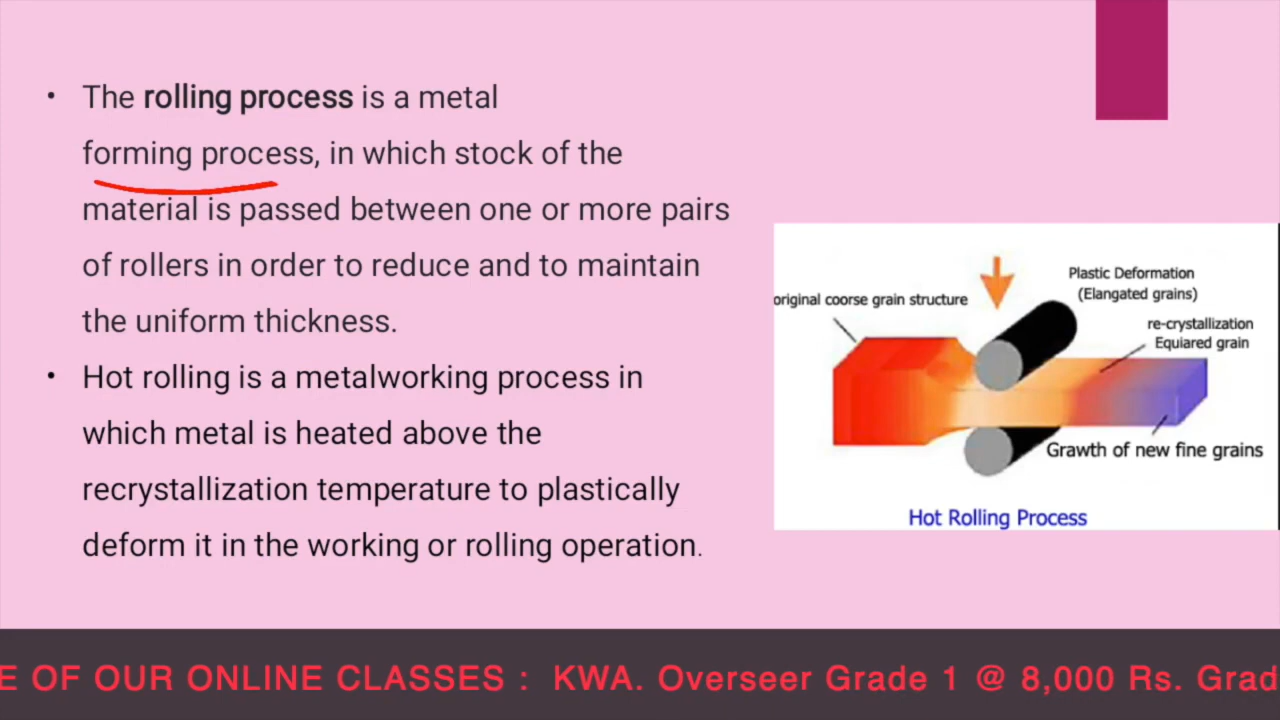 • The rolling process is a metal
forming process, in which stock of the
material is passed between one or more pairs
of rollers in order to reduce and to maintain
the uniform thickness.
• Hot rolling is a metalworking process in
which metal is heated above the
recrystallization temperature to plastically
deform it in the working or rolling operation.
original coorse grain structure
Plastic Deformation
(Elangated grains)
re-crystallization
Equiared grain
Grawth of new fine grains
Hot Rolling Process
E OF OUR ONLINE CLASSES : KWA. Overseer Grade 1 @ 8,000 Rs. Grad